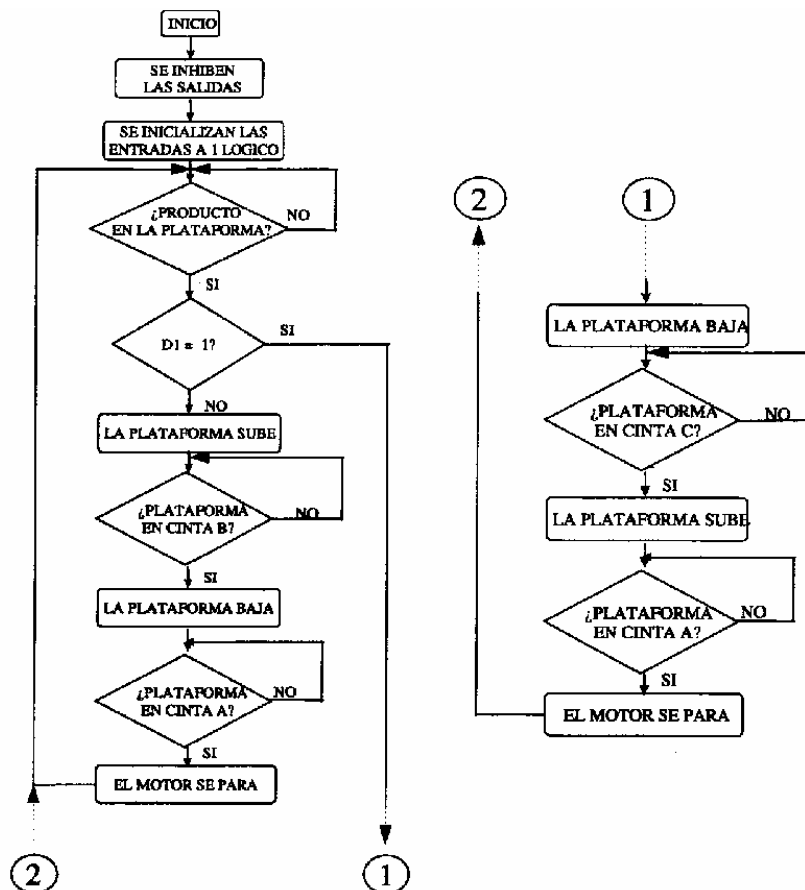 INICIO
SE INHIBEN
LAS SALIDAS
SE INICIALIZAN LAS
ENTRADAS A 1 LOGICO
¿PRODUCTO
EN LA PLATAFORMA?
NO
SI
D1 = 1?
SI
NO
LA PLATAFORMA SUBE
¿PLATAFORMA
EN CINTA B?
NO
SI
LA PLATAFORMA BAJA
¿PLATAFORMA
EN CINTA A?
NO
SI
EL MOTOR SE PARA
2
1
2
1
LA PLATAFORMA BAJA
¿PLATAFORMA
EN CINTA C?
NO
SI
LA PLATAFORMA SUBE
¿PLATAFORMA
EN CINTA A?
NO
SI
EL MOTOR SE PARA